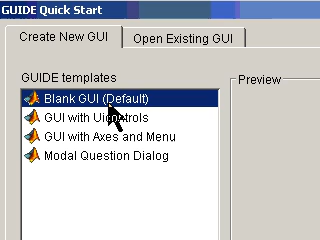 GUIDE Quick Start
Create New GUI
Open Existing GUI
GUIDE templates
Preview
Blank GUI (Default)
GUI with Uicontrols
GUI with Axes and Menu
Modal Question Dialog